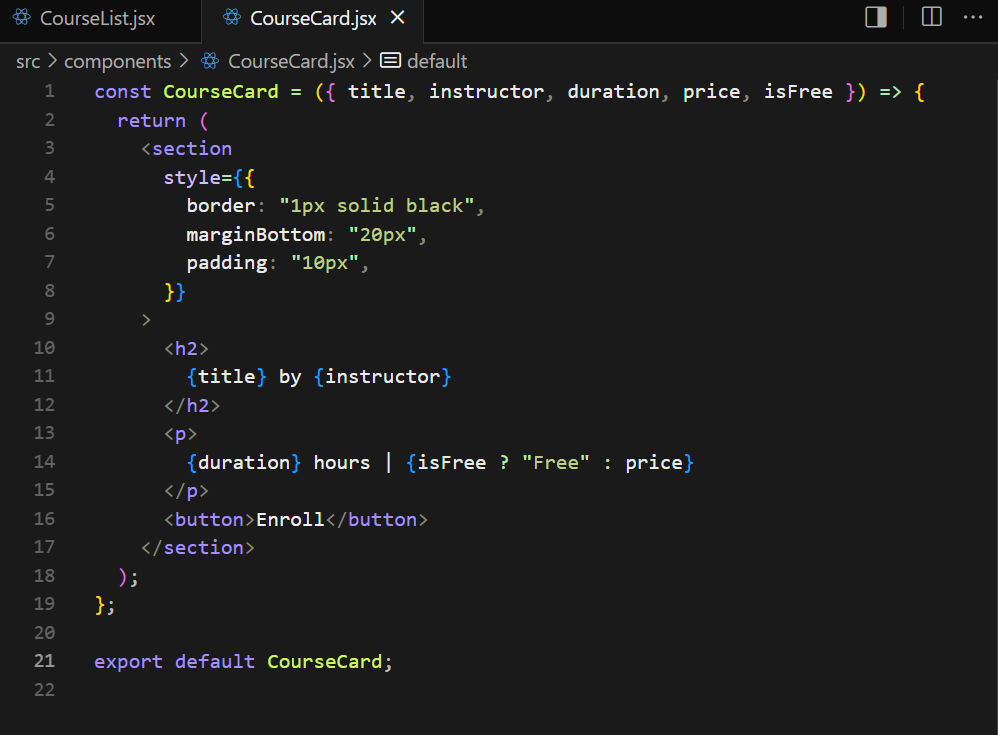 CourseList.jsx CourseCard.jsx
src > components > CourseCard.jsx > default
1 const CourseCard = ({ title, instructor, duration, price, isFree }) => {
2   return (
3     <section
4       style={{
5         border: "1px solid black",
6         marginBottom: "20px",
7         padding: "10px",
8       }}
9     >
10       <h2>
11         {title} by {instructor}
12       </h2>
13       <p>
14         {duration} hours | {isFree ? "Free" : price}
15       </p>
16       <button>Enroll</button>
17     </section>
18   );
19 };
20
21 export default CourseCard;
22